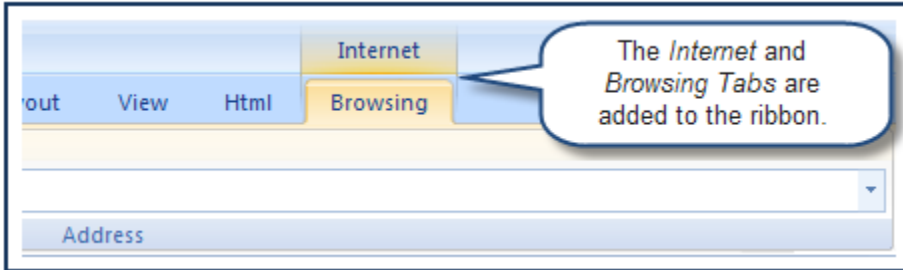 Internet
yout View Html Browsing
The Internet and
Browsing Tabs are
added to the ribbon.
Address